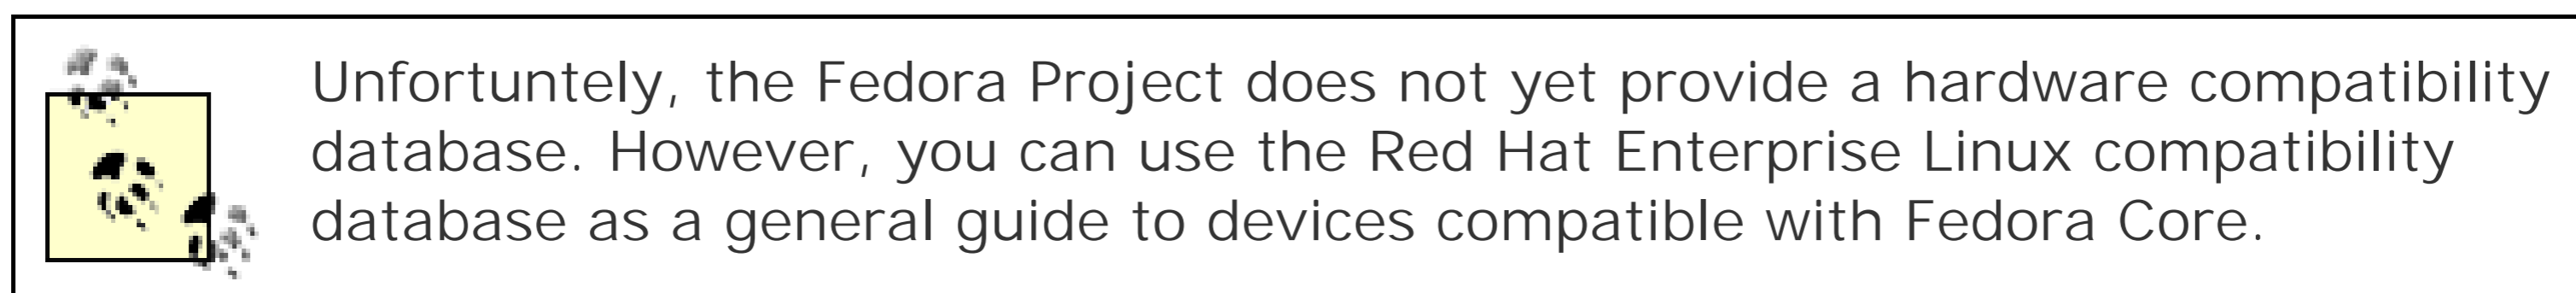 Unfortuntely, the Fedora Project does not yet provide a hardware compatibility
database. However, you can use the Red Hat Enterprise Linux compatibility
database as a general guide to devices compatible with Fedora Core.